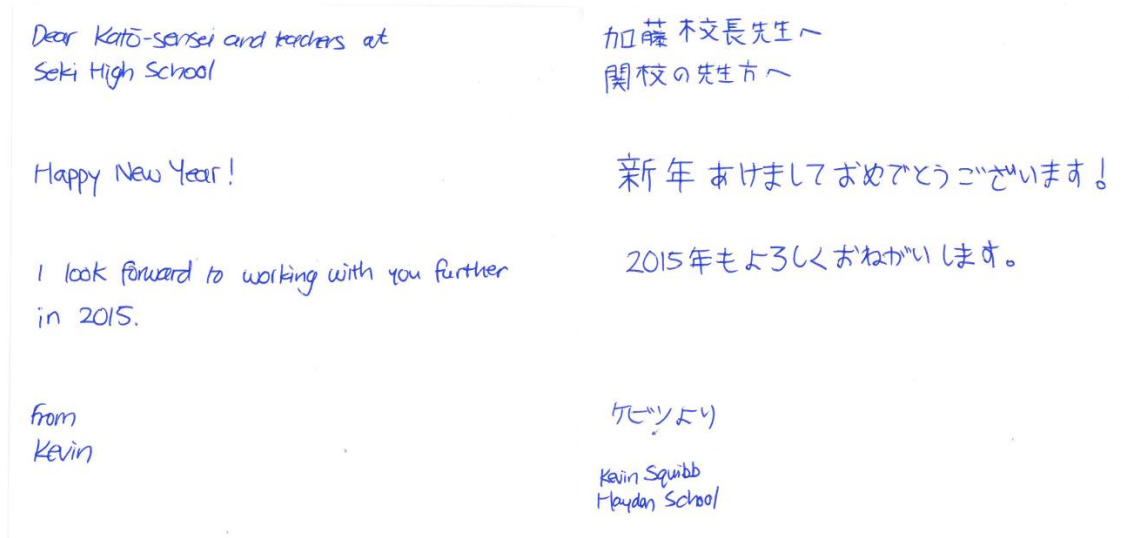 Dear Katō-sensei and teachers at
Seki High School
Happy New Year!
I look forward to working with you further
in 2015.
from
Kevin
加藤校長先生へ
関校の先生方へ
新年あけましておめでとうございます!
2015年もよろしくおねがいします。
ケビンより
Kevin Squibb
Haydon School